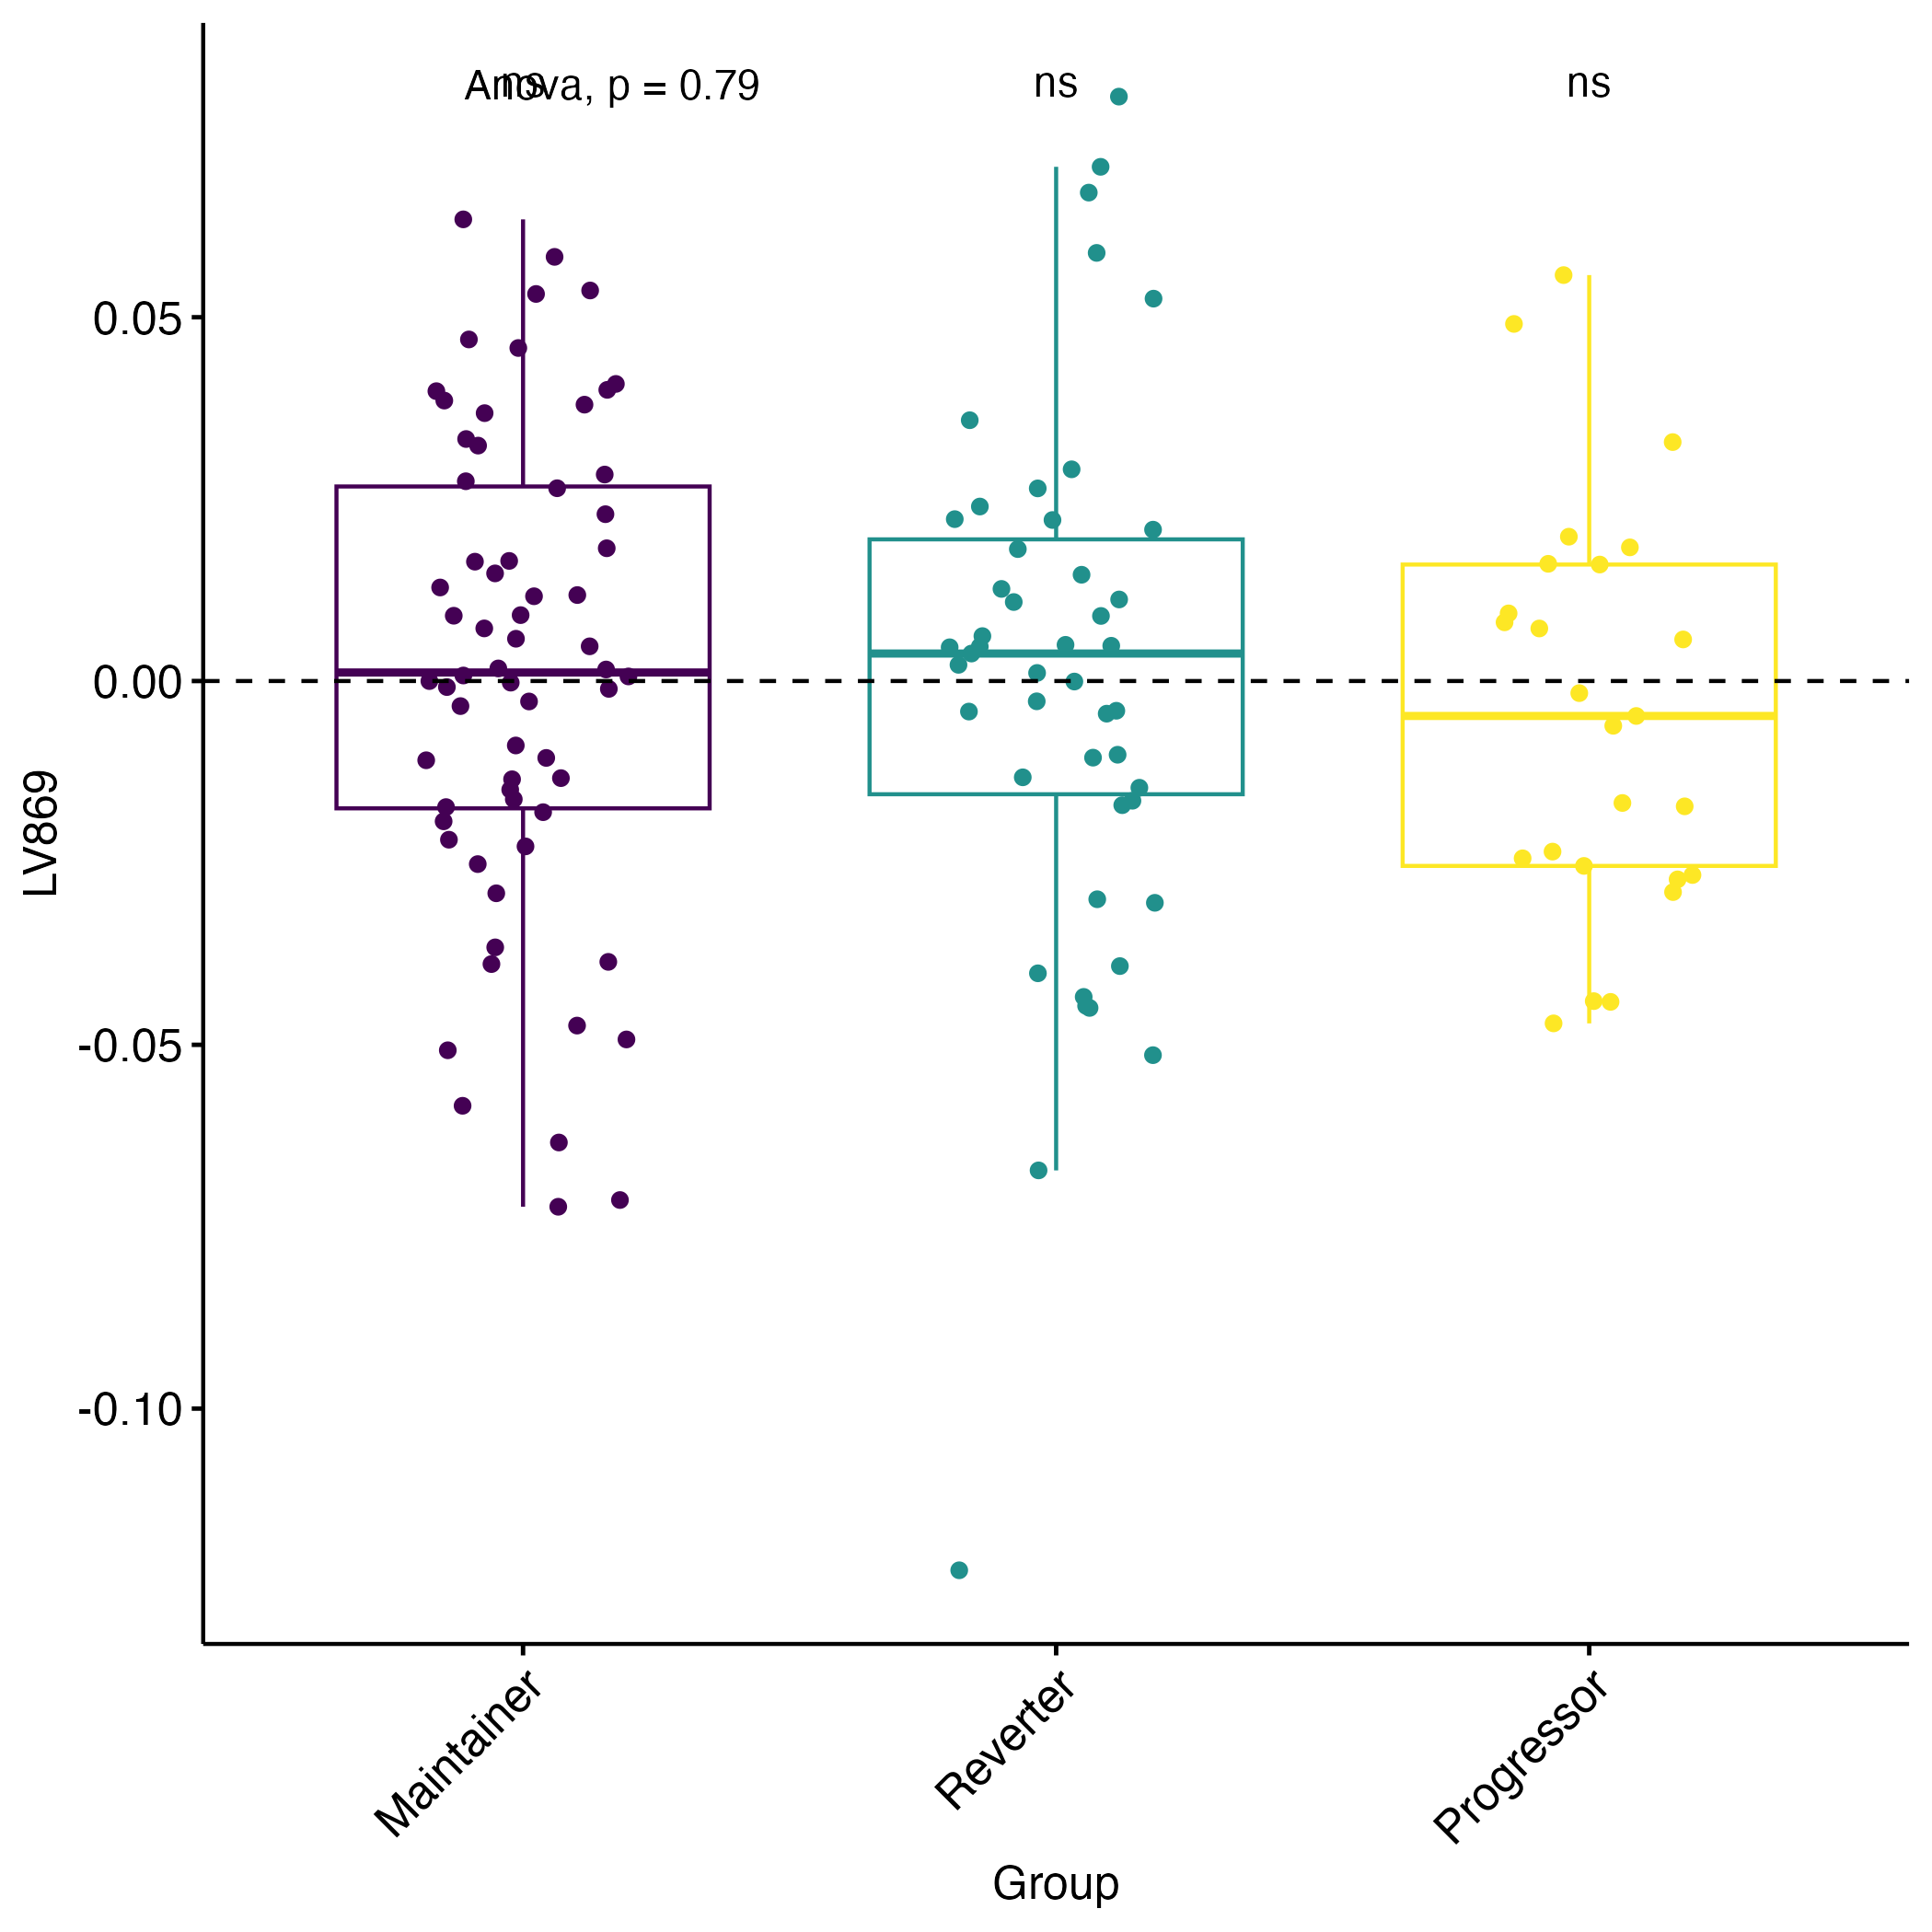 Anova, p = 0.79
ns
ns
ns
0.05
0.00
-0.05
-0.10
LV869
Maintainer
Reverter
Progressor
Group